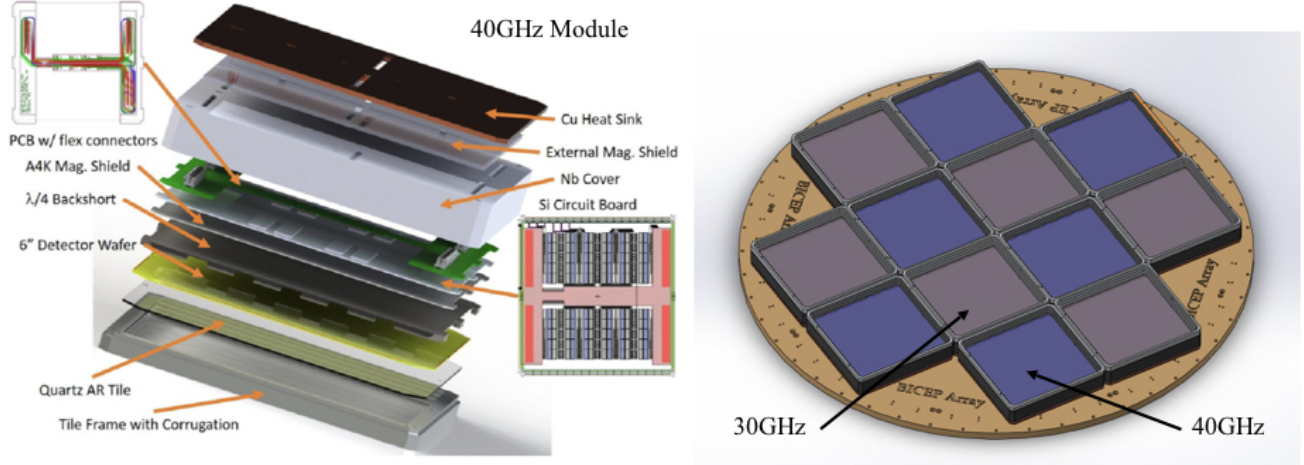 40GHz Module
PCB w/ flex connectors
A4K Mag. Shield
λ/4 Backshort
6” Detector Wafer
Quartz AR Tile
Tile Frame with Corrugation
Cu Heat Sink
External Mag. Shield
Nb Cover
Si Circuit Board
BICEP Array
BICEP Array
BICEP Array
BICEP Array
30GHz
40GHz